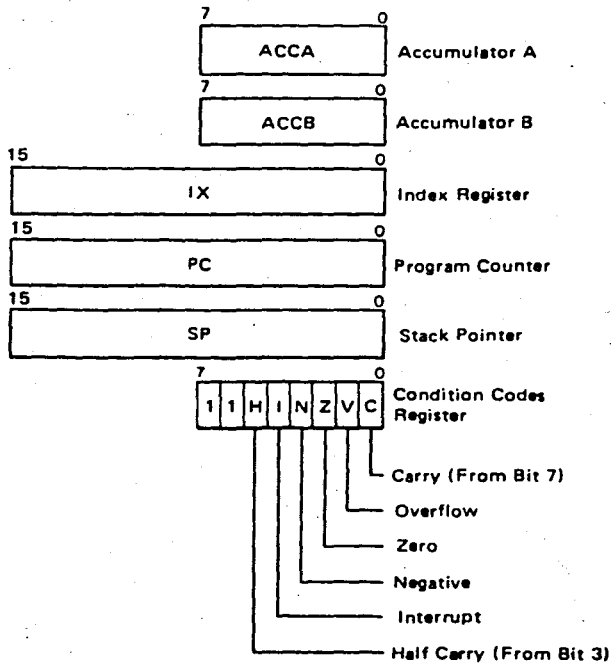 7 0
ACCA Accumulator A
7 0
ACCB Accumulator B
15 0
IX Index Register
15 0
PC Program Counter
15 0
SP Stack Pointer
7 0
1 1 H I N Z V C Condition Codes
Register
Carry (From Bit 7)
Overflow
Zero
Negative
Interrupt
Half Carry (From Bit 3)